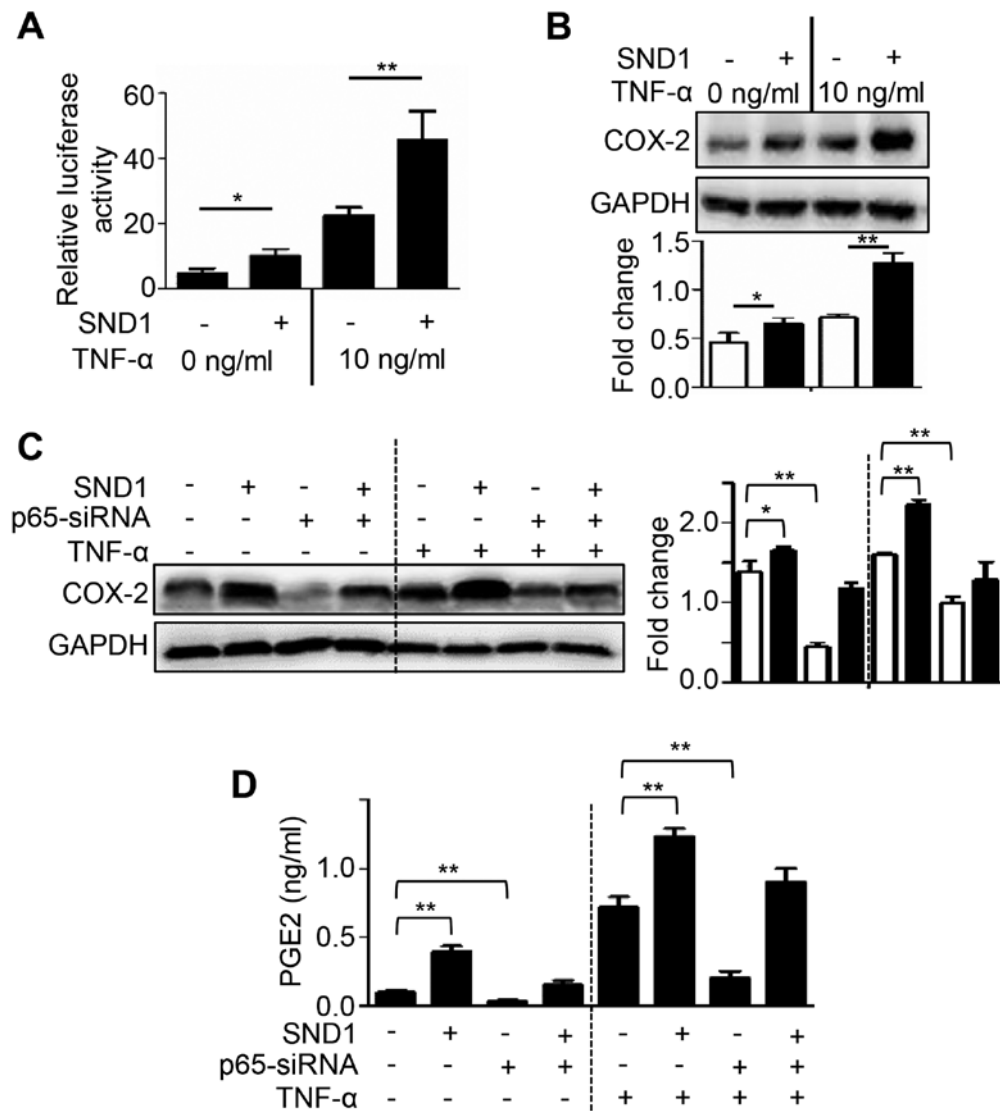 A
Relative luciferase
activity
60
40
20
0
*
**
SND1 - + - +
TNF-α 0 ng/ml 10 ng/ml
B
SND1 - + - +
TNF-α 0 ng/ml 10 ng/ml
COX-2
GAPDH
Fold change
1.5
1.0
0.5
0.0
*
**
C
SND1 - + - + - + - +
p65-siRNA - - + + - - + +
TNF-α - - - - + + + +
COX-2
GAPDH
Fold change
2.0
1.0
0.0
**
*
**
**
D
PGE2 (ng/ml)
1.0
0.5
0.0
**
**
**
**
SND1 - + - + - + - +
p65-siRNA - - + + - - + +
TNF-α - - - - + + + +